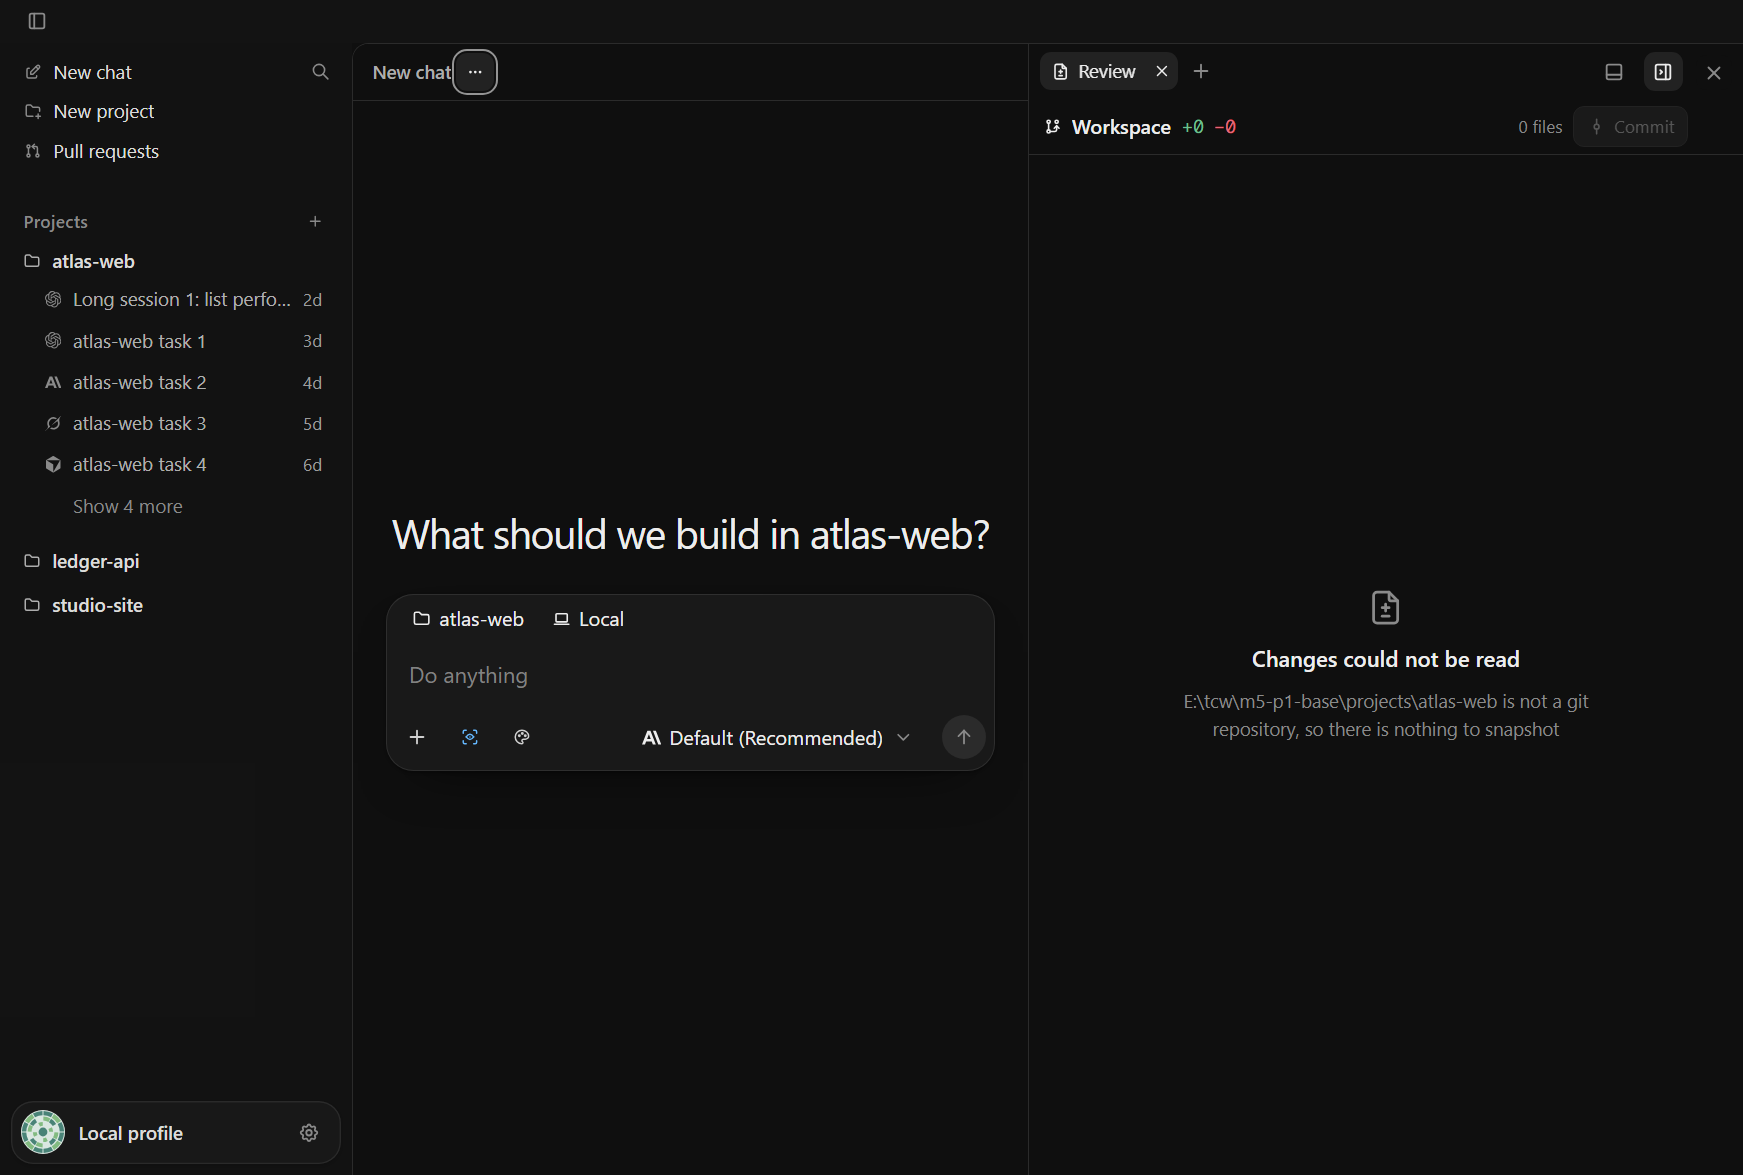 New chat
New project
Pull requests
Projects
atlas-web
Long session 1: list perfo... 2d
atlas-web task 1 3d
atlas-web task 2 4d
atlas-web task 3 5d
atlas-web task 4 6d
Show 4 more
ledger-api
studio-site
Local profile
New chat
What should we build in atlas-web?
atlas-web Local
Do anything
Default (Recommended)
Review
Workspace +0 -0 0 files Commit
Changes could not be read
E:\tcw\m5-p1-base\projects\atlas-web is not a git
repository, so there is nothing to snapshot